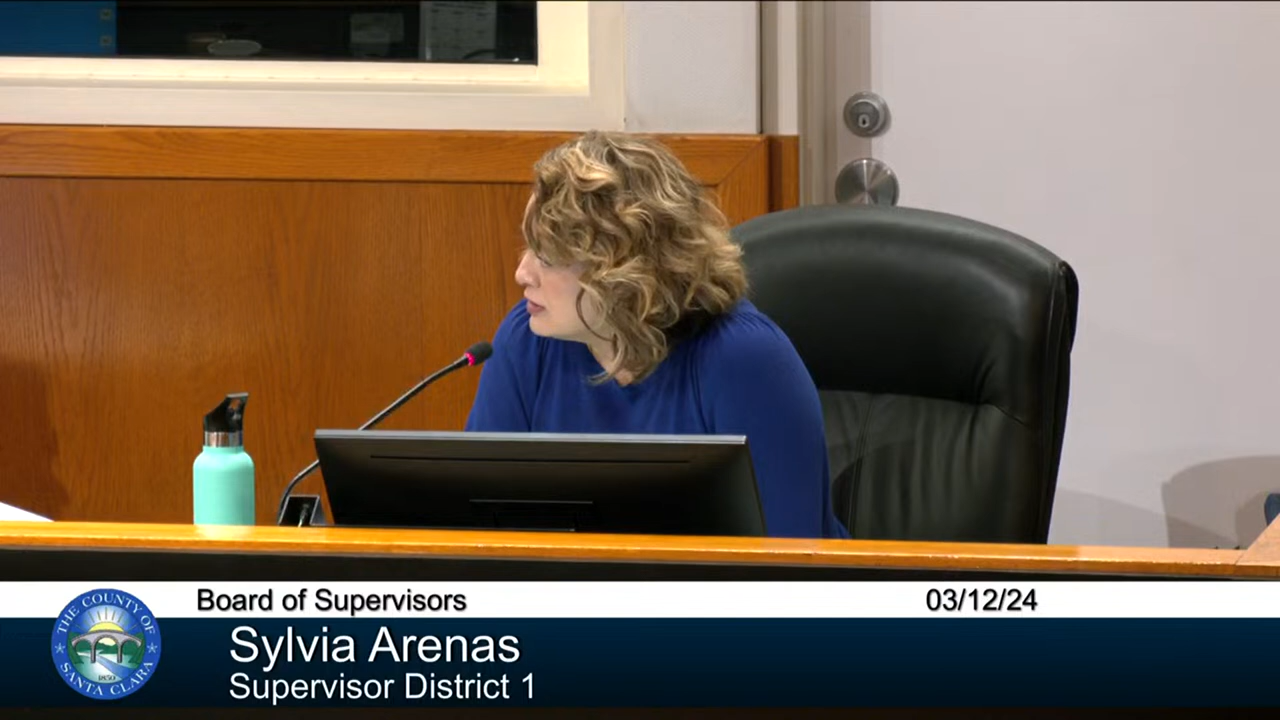 Board of Supervisors
03/12/24
THE COUNTY OF
SANTA CLARA
1850
Sylvia Arenas
Supervisor District 1